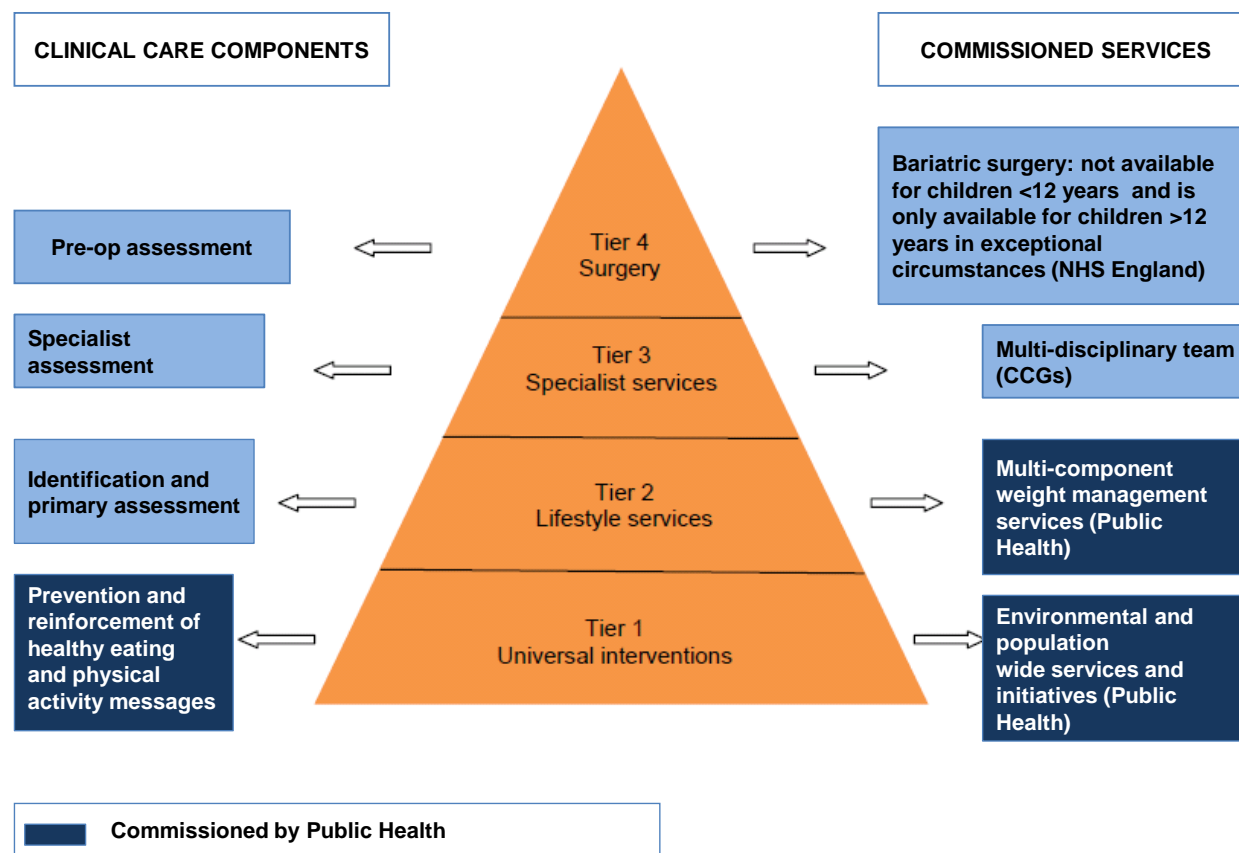 CLINICAL CARE COMPONENTS
COMMISSIONED SERVICES
Pre-op assessment
Tier 4
Surgery
Bariatric surgery: not available
for children <12 years and is
only available for children >12
years in exceptional
circumstances (NHS England)
Specialist
assessment
Tier 3
Specialist services
Multi-disciplinary team
(CCGs)
Identification and
primary assessment
Tier 2
Lifestyle services
Multi-component
weight management
services (Public
Health)
Prevention and
reinforcement of
healthy eating
and physical
activity messages
Tier 1
Universal interventions
Environmental and
population
wide services and
initiatives (Public
Health)
Commissioned by Public Health